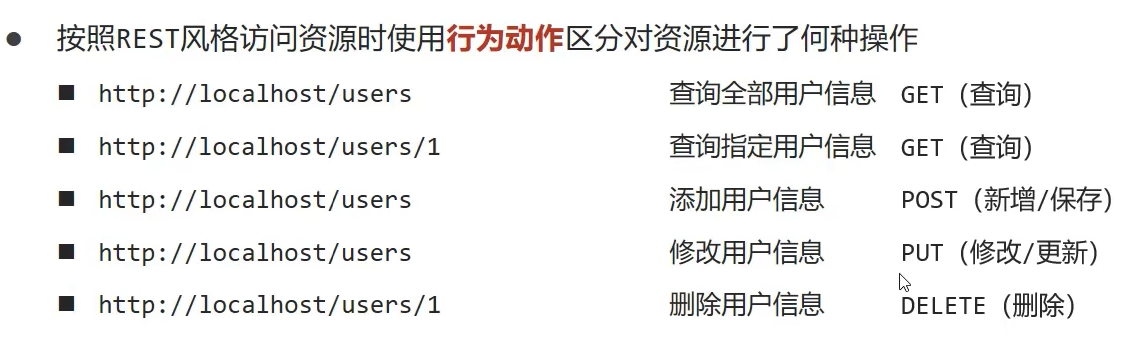 按照REST风格访问资源时使用行为动作区分对资源进行了何种操作
http://localhost/users 查询全部用户信息 GET（查询）
http://localhost/users/1 查询指定用户信息 GET（查询）
http://localhost/users 添加用户信息 POST（新增/保存）
http://localhost/users 修改用户信息 PUT（修改/更新）
http://localhost/users/1 删除用户信息 DELETE（删除）